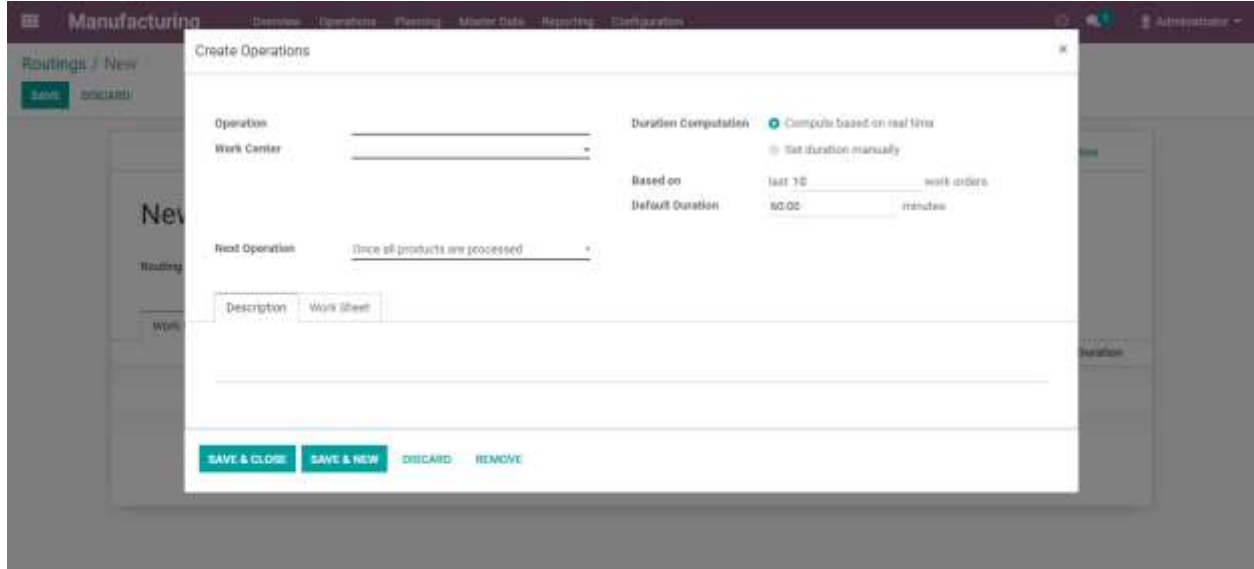 Manufacturing Overview Operations Planning Master Data Reporting Configuration Administrator
Create Operations ×
Routings / New
SAVE DISCARD
Operation
Duration Computation Compute based on real time
Work Center
Set duration manually
Based on last 10 work orders
New
Default Duration 60.00 minutes
Next Operation Once all products are processed
Routing
Description Work Sheet
Duration
SAVE & CLOSE SAVE & NEW DISCARD REMOVE